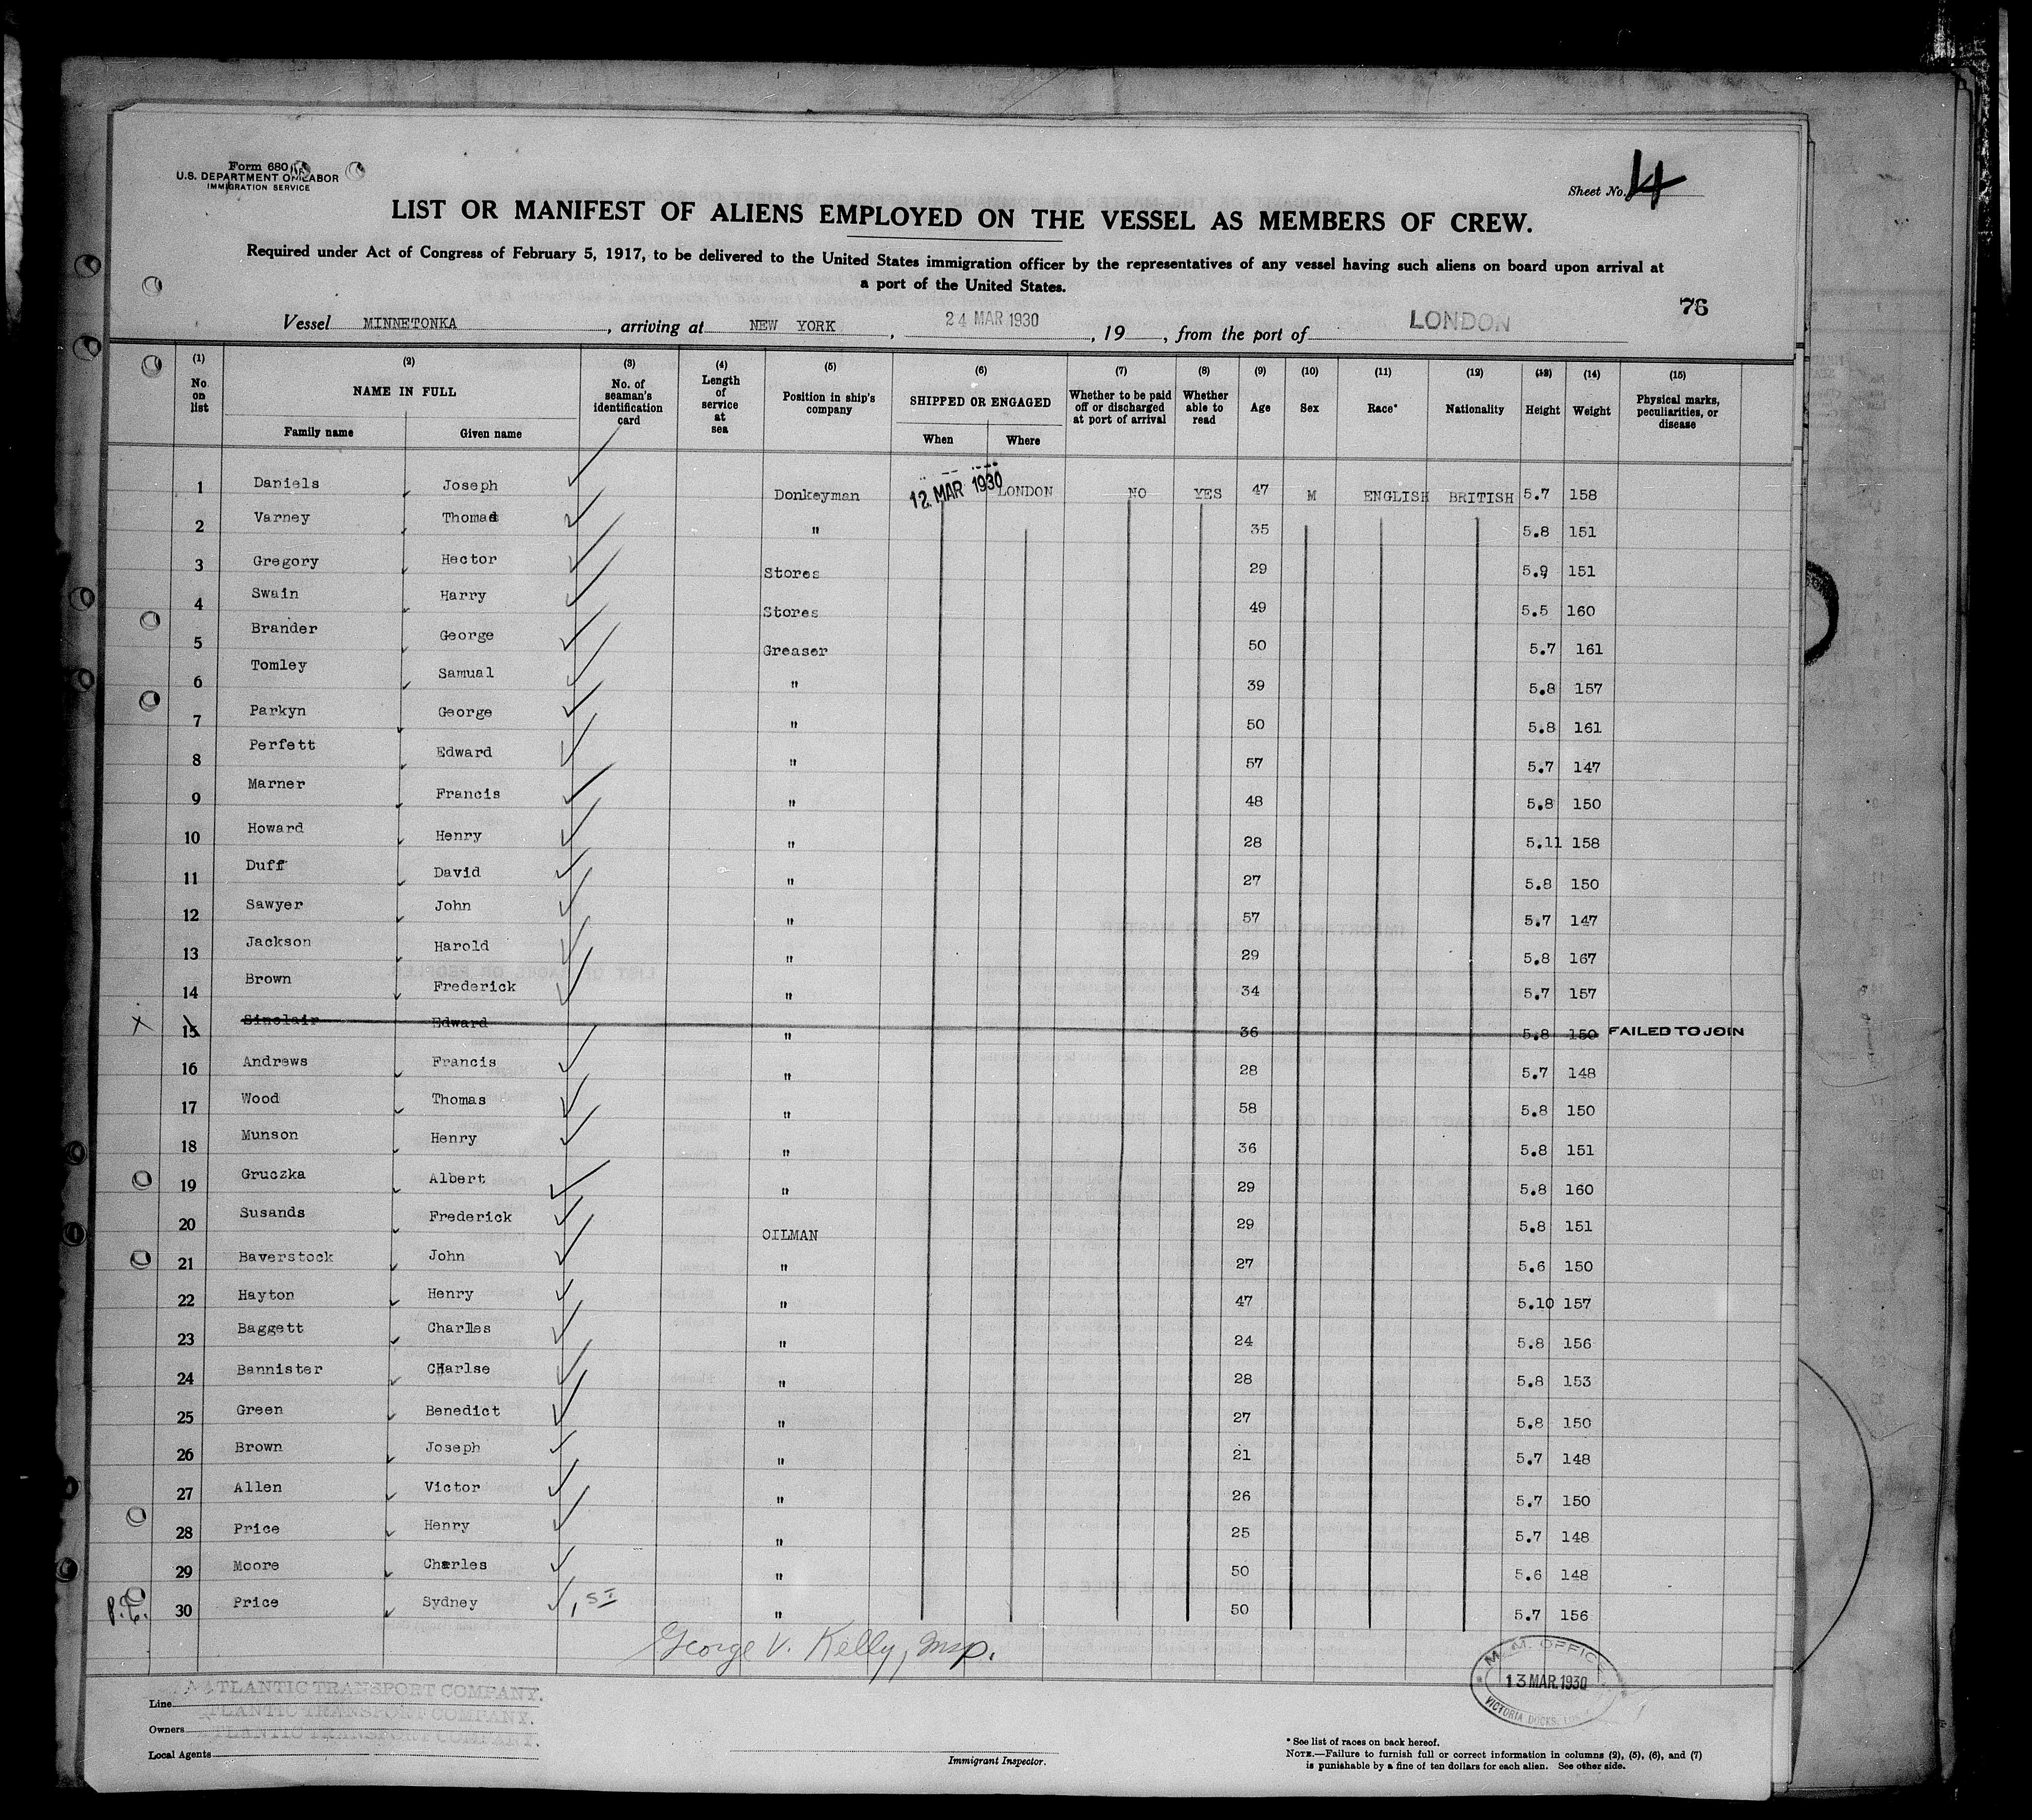 Form 680
U.S. DEPARTMENT OF LABOR
IMMIGRATION SERVICE
Sheet No. 4
LIST OR MANIFEST OF ALIENS EMPLOYED ON THE VESSEL AS MEMBERS OF CREW.
Required under Act of Congress of February 5, 1917, to be delivered to the United States immigration officer by the representatives of any vessel having such aliens on board upon arrival at
a port of the United States.
76
Vessel MINNETONKA, arriving at NEW YORK, 24 MAR 1930, 19, from the port of LONDON
(1) No. on list (2) NAME IN FULL Family name Given name (3) No. of seaman's identification card (4) Length of service at sea (5) Position in ship's company (6) SHIPPED OR ENGAGED When Where (7) Whether to be paid off or discharged at port of arrival (8) Whether able to read (9) Age (10) Sex (11) Race* (12) Nationality (13) Height (14) Weight (15) Physical marks, peculiarities, or disease
1 Daniels Joseph Donkeyman 12 MAR 1930 LONDON NO YES 47 M ENGLISH BRITISH 5.7 158
2 Varney Thomas " 35 5.8 151
3 Gregory Hector Stores 29 5.9 151
4 Swain Harry Stores 49 5.5 160
5 Brander George Greaser 50 5.7 161
6 Tomley Samual " 39 5.8 157
7 Parkyn George " 50 5.8 161
8 Perfett Edward " 57 5.7 147
9 Marner Francis " 48 5.8 150
10 Howard Henry " 28 5.11 158
11 Duff David " 27 5.8 150
12 Sawyer John " 57 5.7 147
13 Jackson Harold " 29 5.8 167
14 Brown Frederick " 34 5.7 157
X 15 Sinclair Edward " 36 5.8 150 FAILED TO JOIN
16 Andrews Francis " 28 5.7 148
17 Wood Thomas " 58 5.8 150
18 Munson Henry " 36 5.8 151
19 Gruczka Albert " 29 5.8 160
20 Susands Frederick OILMAN 29 5.8 151
21 Baverstock John " 27 5.6 150
22 Hayton Henry " 47 5.10 157
23 Baggett Charles " 24 5.8 156
24 Bannister CHarlse " 28 5.8 153
25 Green Benedict " 27 5.8 150
26 Brown Joseph " 21 5.7 148
27 Allen Victor " 26 5.7 150
28 Price Henry " 25 5.7 148
29 Moore Charles " 50 5.6 148
30 Price Sydney 1 ST " 50 5.7 156
George V. Kelly, Insp.
M. M. OFFICE
13 MAR. 1930
VICTORIA DOCKS,
Line ATLANTIC TRANSPORT COMPANY.
Owners ATLANTIC TRANSPORT COMPANY.
Local Agents ATLANTIC TRANSPORT COMPANY.
Immigrant Inspector.
* See list of races on back hereof.
NOTE.—Failure to furnish full or correct information in columns (2), (5), (6), and (7)
is punishable by a fine of ten dollars for each alien. See other side.